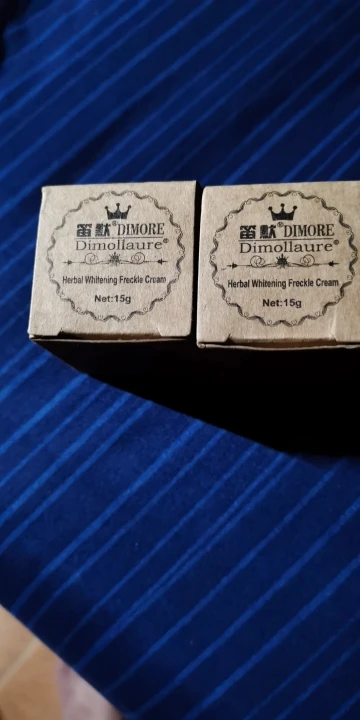 笛默®DIMORE
Dimollaure®
Herbal Whitening Freckle Cream
Net:15g
笛默®DIMORE
Dimollaure®
Herbal Whitening Freckle Cream
Net:15g